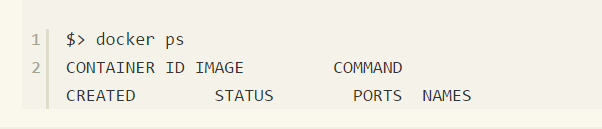 1 $> docker ps
2 CONTAINER ID IMAGE COMMAND
CREATED STATUS PORTS NAMES